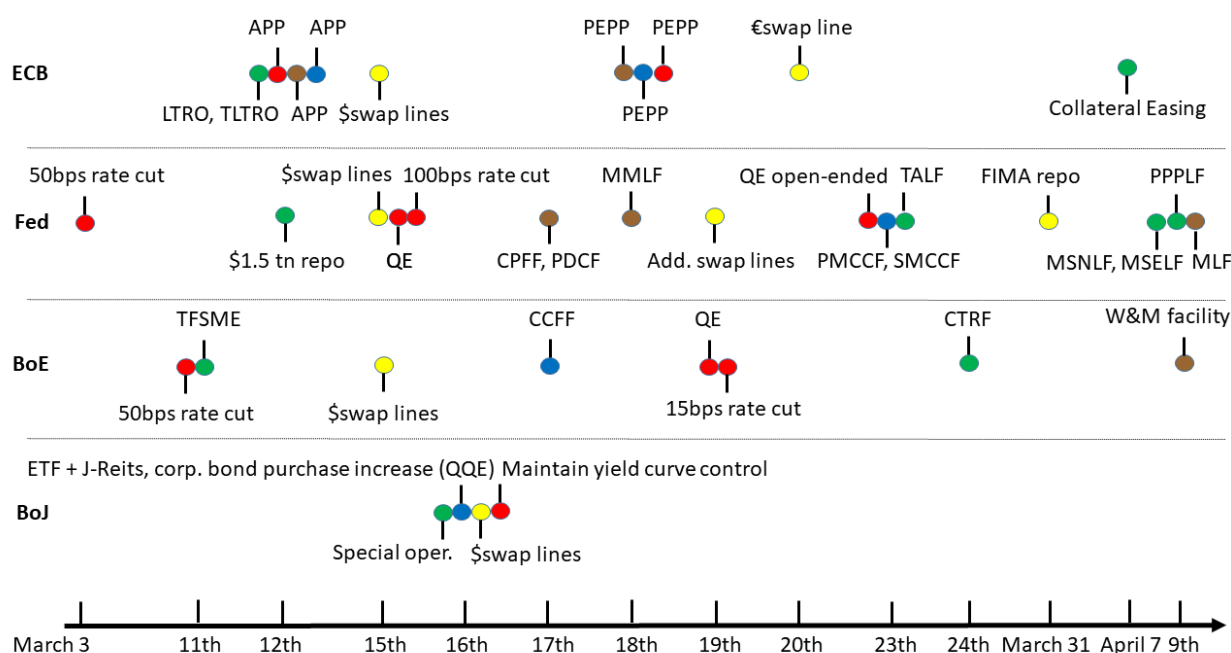 APP APP PEPP PEPP €swap line
ECB
LTRO, TLTRO APP $swap lines PEPP Collateral Easing
50bps rate cut $swap lines 100bps rate cut MMLF QE open-ended TALF FIMA repo PPPLF
Fed
$1.5 tn repo QE CPFF, PDCF Add. swap lines PMCCF, SMCCF MSNLF, MSELF MLF
TFSME CCFF QE CTRF W&M facility
BoE
50bps rate cut $swap lines 15bps rate cut
ETF + J-Reits, corp. bond purchase increase (QQE) Maintain yield curve control
BoJ
Special oper. $swap lines
March 3 11th 12th 15th 16th 17th 18th 19th 20th 23th 24th March 31 April 7 9th